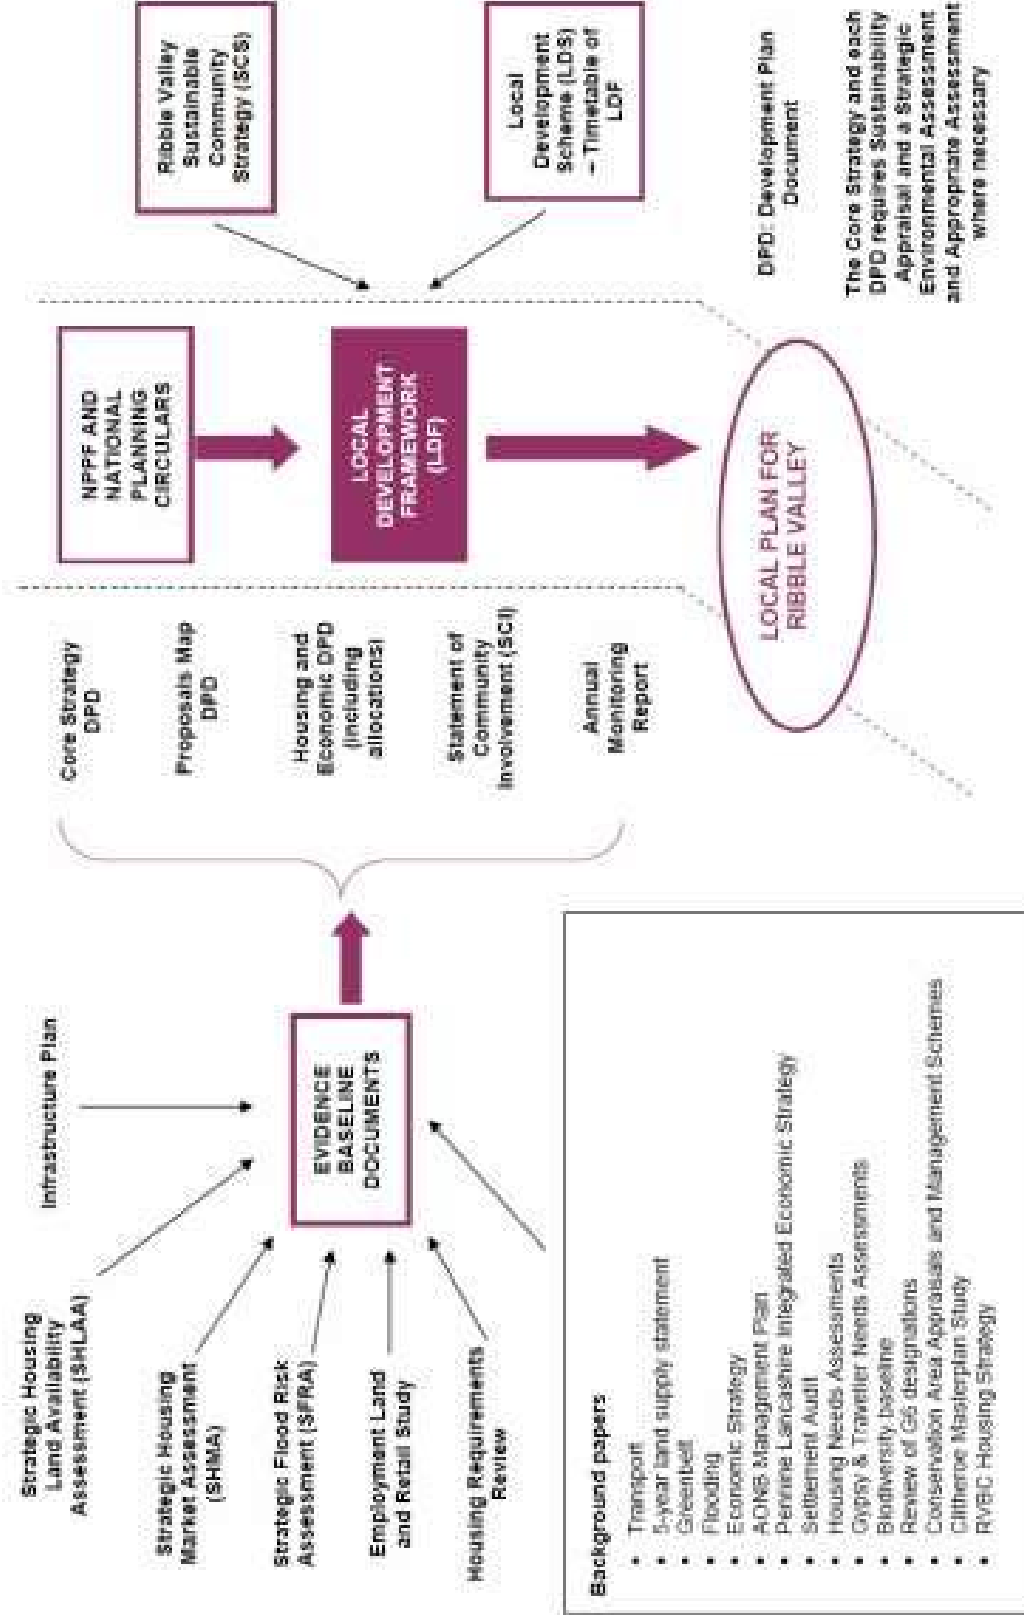 Strategic Housing
Land Availability
Assessment (SHLAA)
Infrastructure Plan
Strategic Housing
Market Assessment
(SHMA)
Strategic Flood Risk
Assessment (SFRA)
Employment Land
and Retail Study
Housing Requirements
Review
EVIDENCE
BASELINE
DOCUMENTS
Background papers
• Transport
• 5-year land supply statement
• Greenbelt
• Flooding
• Economic Strategy
• AONB Management Plan
• Pennine Lancashire Integrated Economic Strategy
• Settlement Audit
• Housing Needs Assessments
• Gypsy & Traveller Needs Assessments
• Biodiversity baseline
• Review of G6 designations
• Conservation Area Appraisals and Management Schemes
• Clitheroe Masterplan Study
• RVBC Housing Strategy
Core Strategy
DPD
Proposals Map
DPD
Housing and
Economic DPD
(including
allocations)
Statement of
Community
Involvement (SCI)
Annual
Monitoring
Report
NPPF AND
NATIONAL
PLANNING
CIRCULARS
LOCAL
DEVELOPMENT
FRAMEWORK
(LDF)
LOCAL PLAN FOR
RIBBLE VALLEY
Ribble Valley
Sustainable
Community
Strategy (SCS)
Local
Development
Scheme (LDS)
– Timetable of
LDF
DPD: Development Plan
Document
The Core Strategy and each
DPD requires Sustainability
Appraisal and a Strategic
Environmental Assessment
and Appropriate Assessment
where necessary